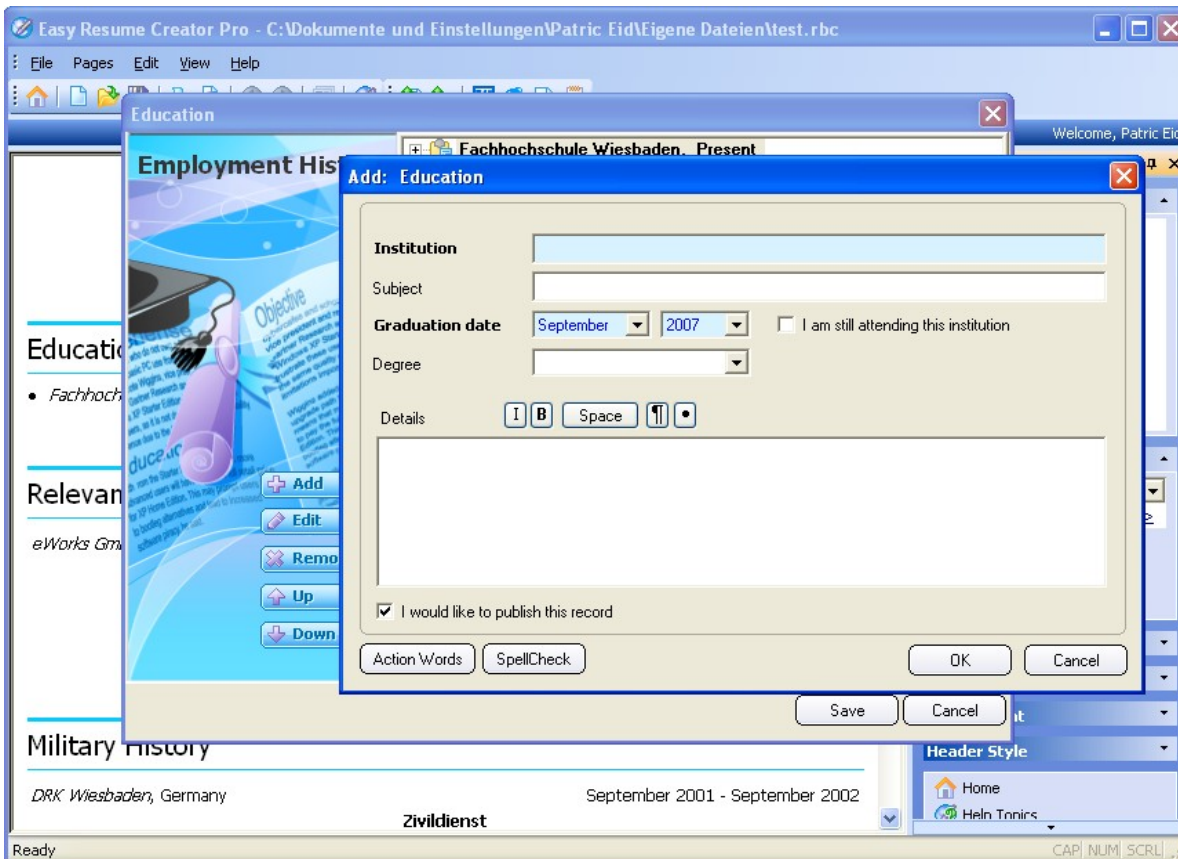 Easy Resume Creator Pro - C:\Dokumente und Einstellungen\Patric Eid\Eigene Dateien\test.rbc
File Pages Edit View Help
Welcome, Patric Eid
Education
Employment His
Fachhochschule Wiesbaden, Present
Add: Education
Institution
Subject
Graduation date September 2007 I am still attending this institution
Degree
Details I B Space ¶ •
I would like to publish this record
Action Words SpellCheck OK Cancel
Objective
Add
Edit
Remo
Up
Down
Save Cancel
Educatio
• Fachhoch
Relevan
eWorks Gm
Military History
DRK Wiesbaden, Germany September 2001 - September 2002
Zivildienst
Header Style
Home
Help Topics
Ready CAP NUM SCRL